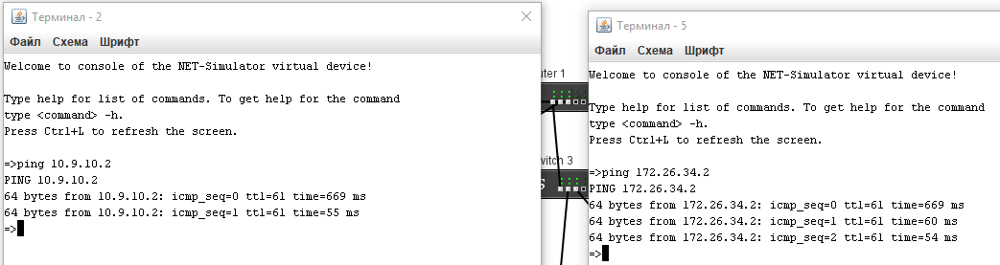 Терминал - 2
Файл Схема Шрифт
Welcome to console of the NET-Simulator virtual device!
Type help for list of commands. To get help for the command
type <command> -h.
Press Ctrl+L to refresh the screen.
=>ping 10.9.10.2
PING 10.9.10.2
64 bytes from 10.9.10.2: icmp_seq=0 ttl=61 time=669 ms
64 bytes from 10.9.10.2: icmp_seq=1 ttl=61 time=55 ms
=>
uter 1
witch 3
S
Терминал - 5
Файл Схема Шрифт
Welcome to console of the NET-Simulator virtual device!
Type help for list of commands. To get help for the command
type <command> -h.
Press Ctrl+L to refresh the screen.
=>ping 172.26.34.2
PING 172.26.34.2
64 bytes from 172.26.34.2: icmp_seq=0 ttl=61 time=669 ms
64 bytes from 172.26.34.2: icmp_seq=1 ttl=61 time=60 ms
64 bytes from 172.26.34.2: icmp_seq=2 ttl=61 time=54 ms
=>